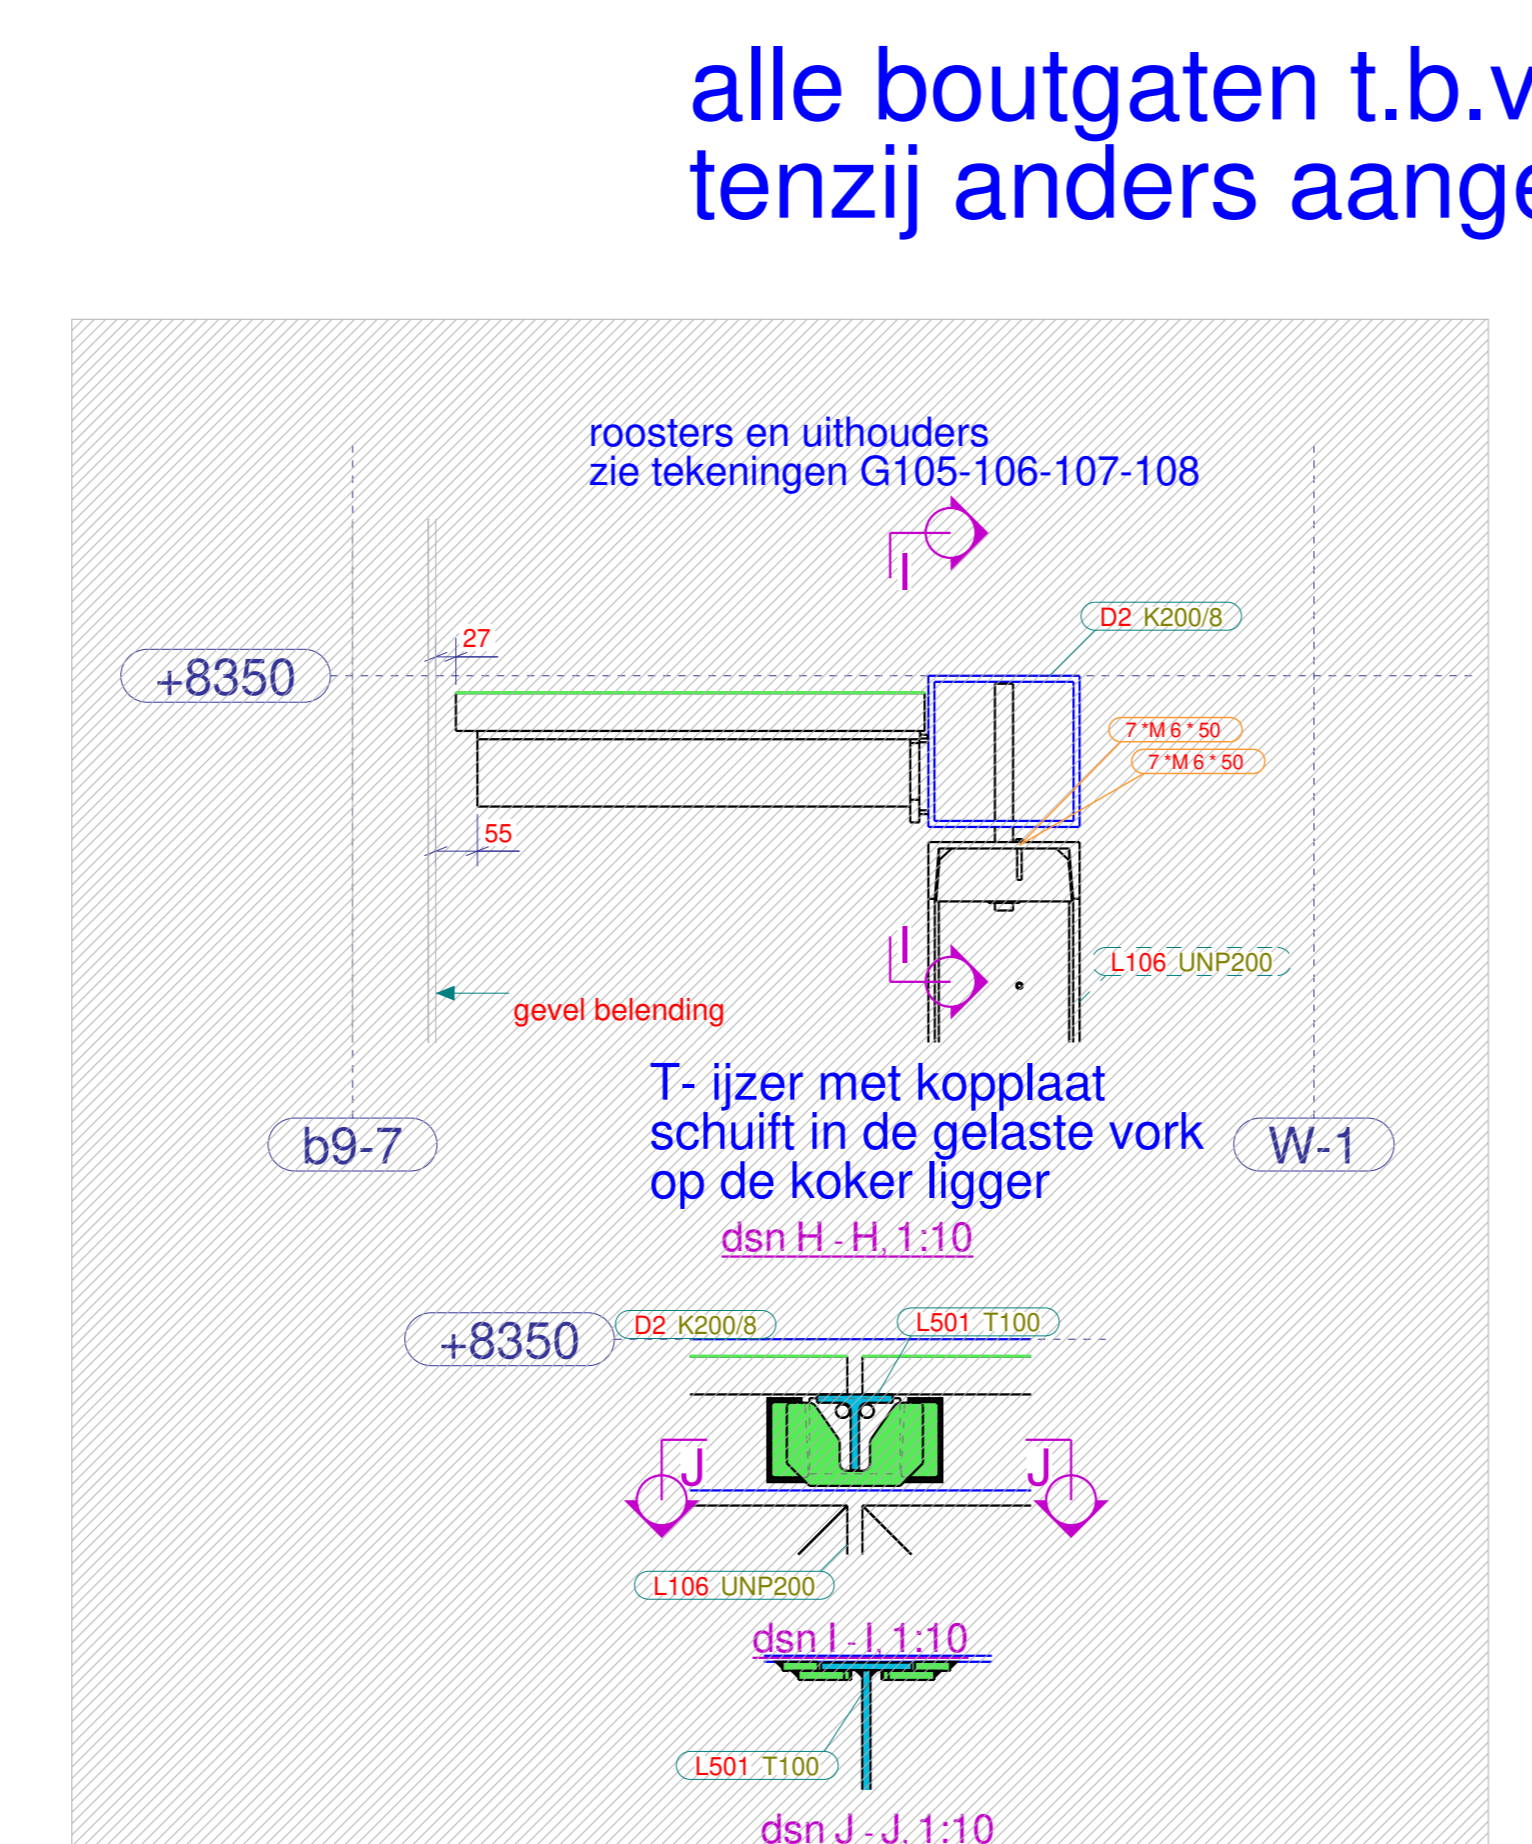 alle boutgaten t.b.v
tenzij anders aange
roosters en uithouders
zie tekeningen G105-106-107-108
I
D2 K200/8
27
+8350
7 *M 6 * 50
7 *M 6 * 50
55
I
L106 UNP200
gevel belending
T- ijzer met kopplaat
schuift in de gelaste vork
op de koker ligger
b9-7
W-1
dsn H - H, 1:10
+8350
D2 K200/8
L501 T100
J
J
L106 UNP200
dsn I - I, 1:10
L501 T100
dsn J - J, 1:10